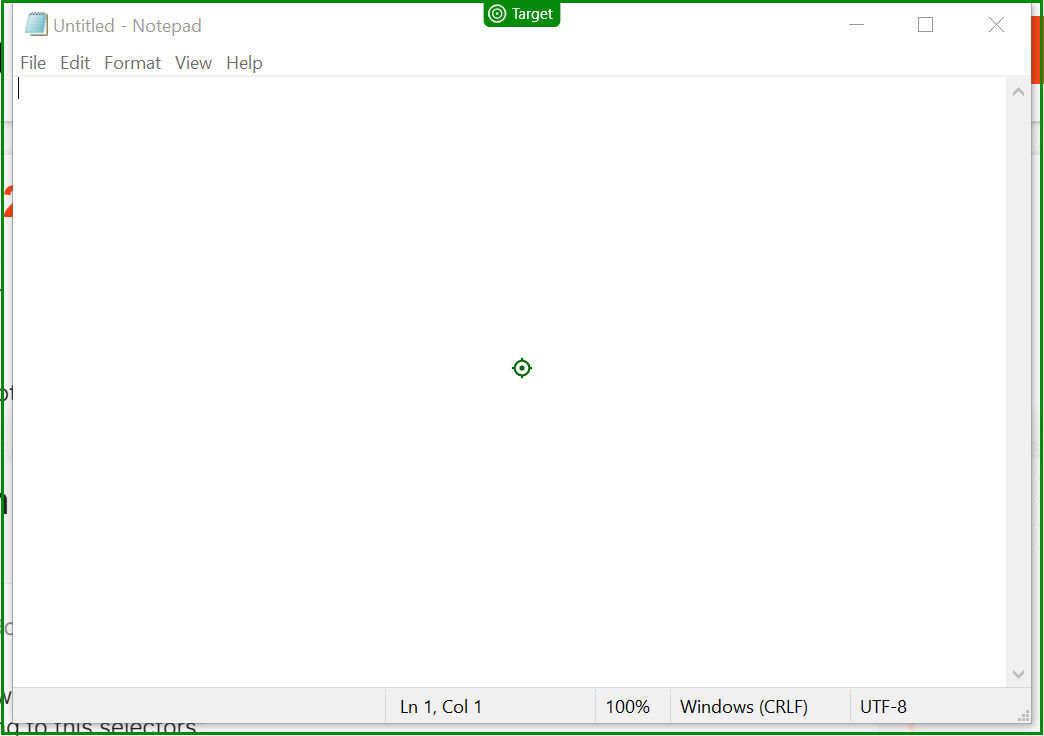 Target
Untitled - Notepad
File Edit Format View Help
Ln 1, Col 1 100% Windows (CRLF) UTF-8
to this selectors"